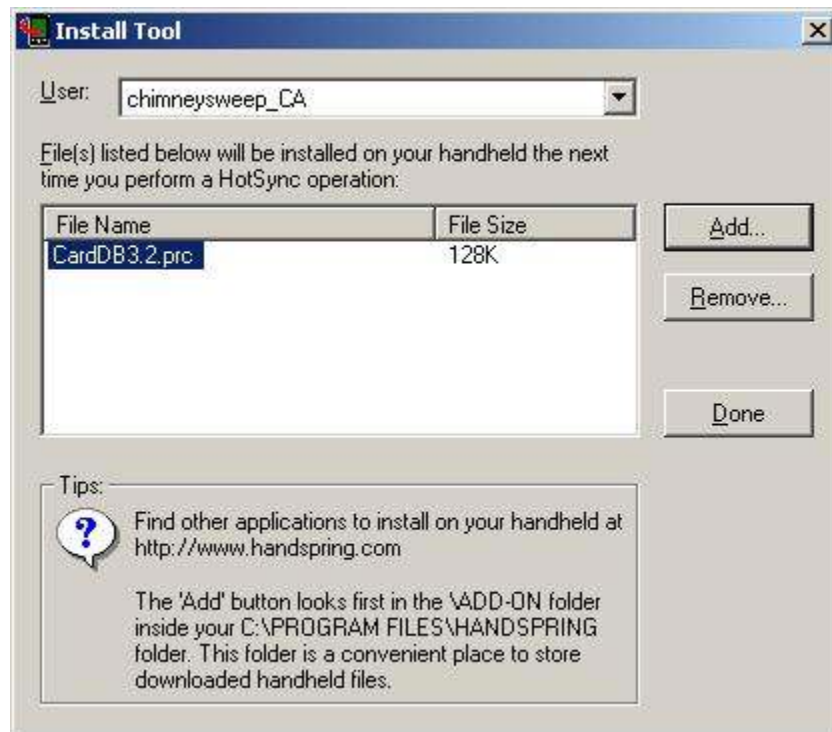 Install Tool
User: chimneysweep_CA
File(s) listed below will be installed on your handheld the next
time you perform a HotSync operation:
File Name File Size
CardDB3.2.prc 128K
Add...
Remove...
Done
Tips:
Find other applications to install on your handheld at
http://www.handspring.com
The 'Add' button looks first in the \ADD-ON folder
inside your C:\PROGRAM FILES\HANDSPRING
folder. This folder is a convenient place to store
downloaded handheld files.